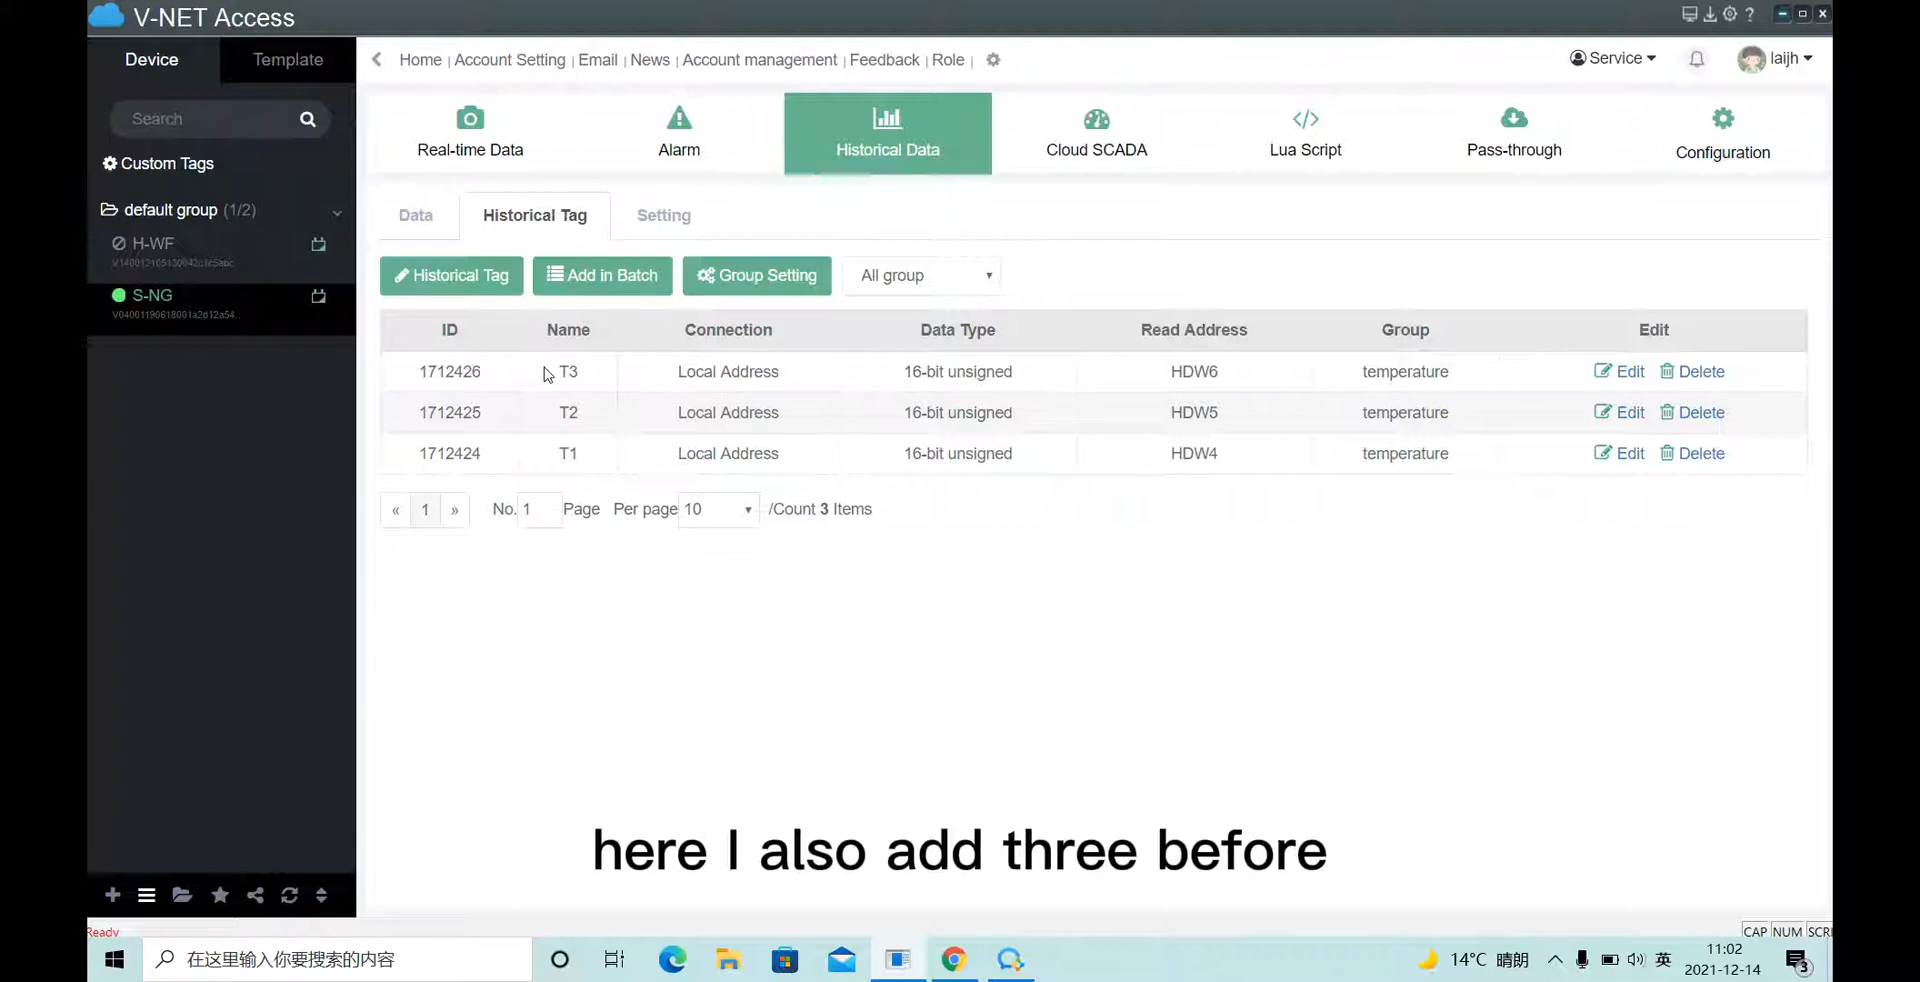 V-NET Access
Device
Template
Search
Custom Tags
default group (1/2)
H-WF
S-NG
Home | Account Setting | Email | News | Account management | Feedback | Role |
Service
laijh
Real-time Data
Alarm
Historical Data
Cloud SCADA
Lua Script
Pass-through
Configuration
Data
Historical Tag
Setting
Historical Tag
Add in Batch
Group Setting
All group
ID Name Connection Data Type Read Address Group Edit
1712426 T3 Local Address 16-bit unsigned HDW6 temperature Edit Delete
1712425 T2 Local Address 16-bit unsigned HDW5 temperature Edit Delete
1712424 T1 Local Address 16-bit unsigned HDW4 temperature Edit Delete
« 1 » No. 1 Page Per page 10 /Count 3 Items
here I also add three before
Ready
CAP NUM SCRI
在这里输入你要搜索的内容
14°C 晴朗
英
11:02
2021-12-14
3